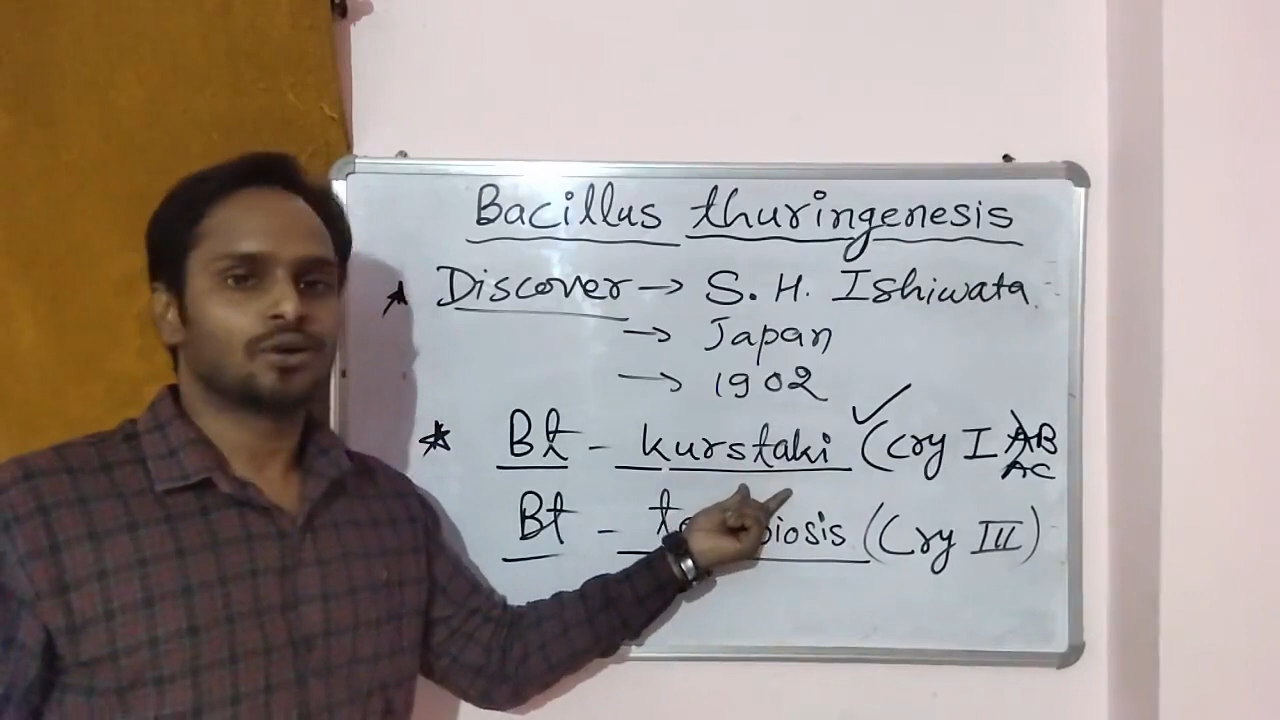 Bacillus thuringenesis
Discover → S. H. Ishiwata
→ Japan
→ 1902
Bt - kurstaki ✓ (Cry I AB
AC
Bt - (Cry III)